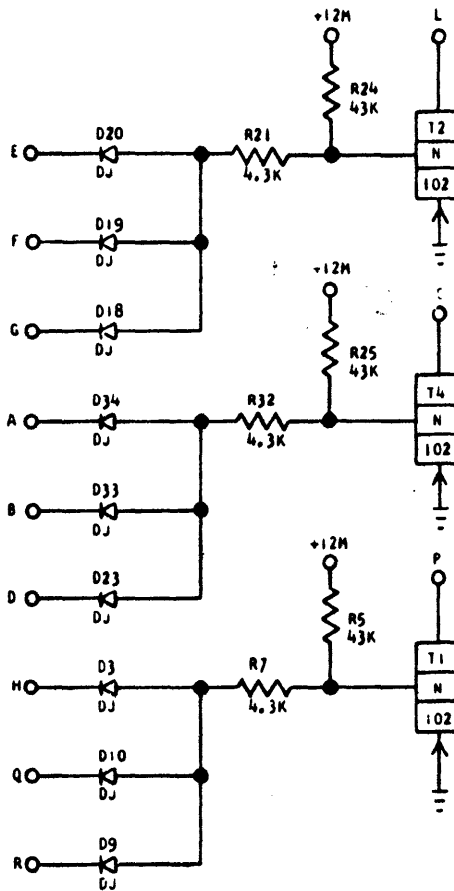 +12M
L
R24
43K
D20
R21
T2
E
N
DJ
4.3K
102
D19
F
DJ
+12M
D18
G
DJ
R25
43K
D34
R32
T4
A
N
DJ
4.3K
102
D33
B
DJ
+12M
P
D23
D
DJ
R5
43K
D3
R7
T1
H
N
DJ
4.3K
102
D10
Q
DJ
D9
R
DJ